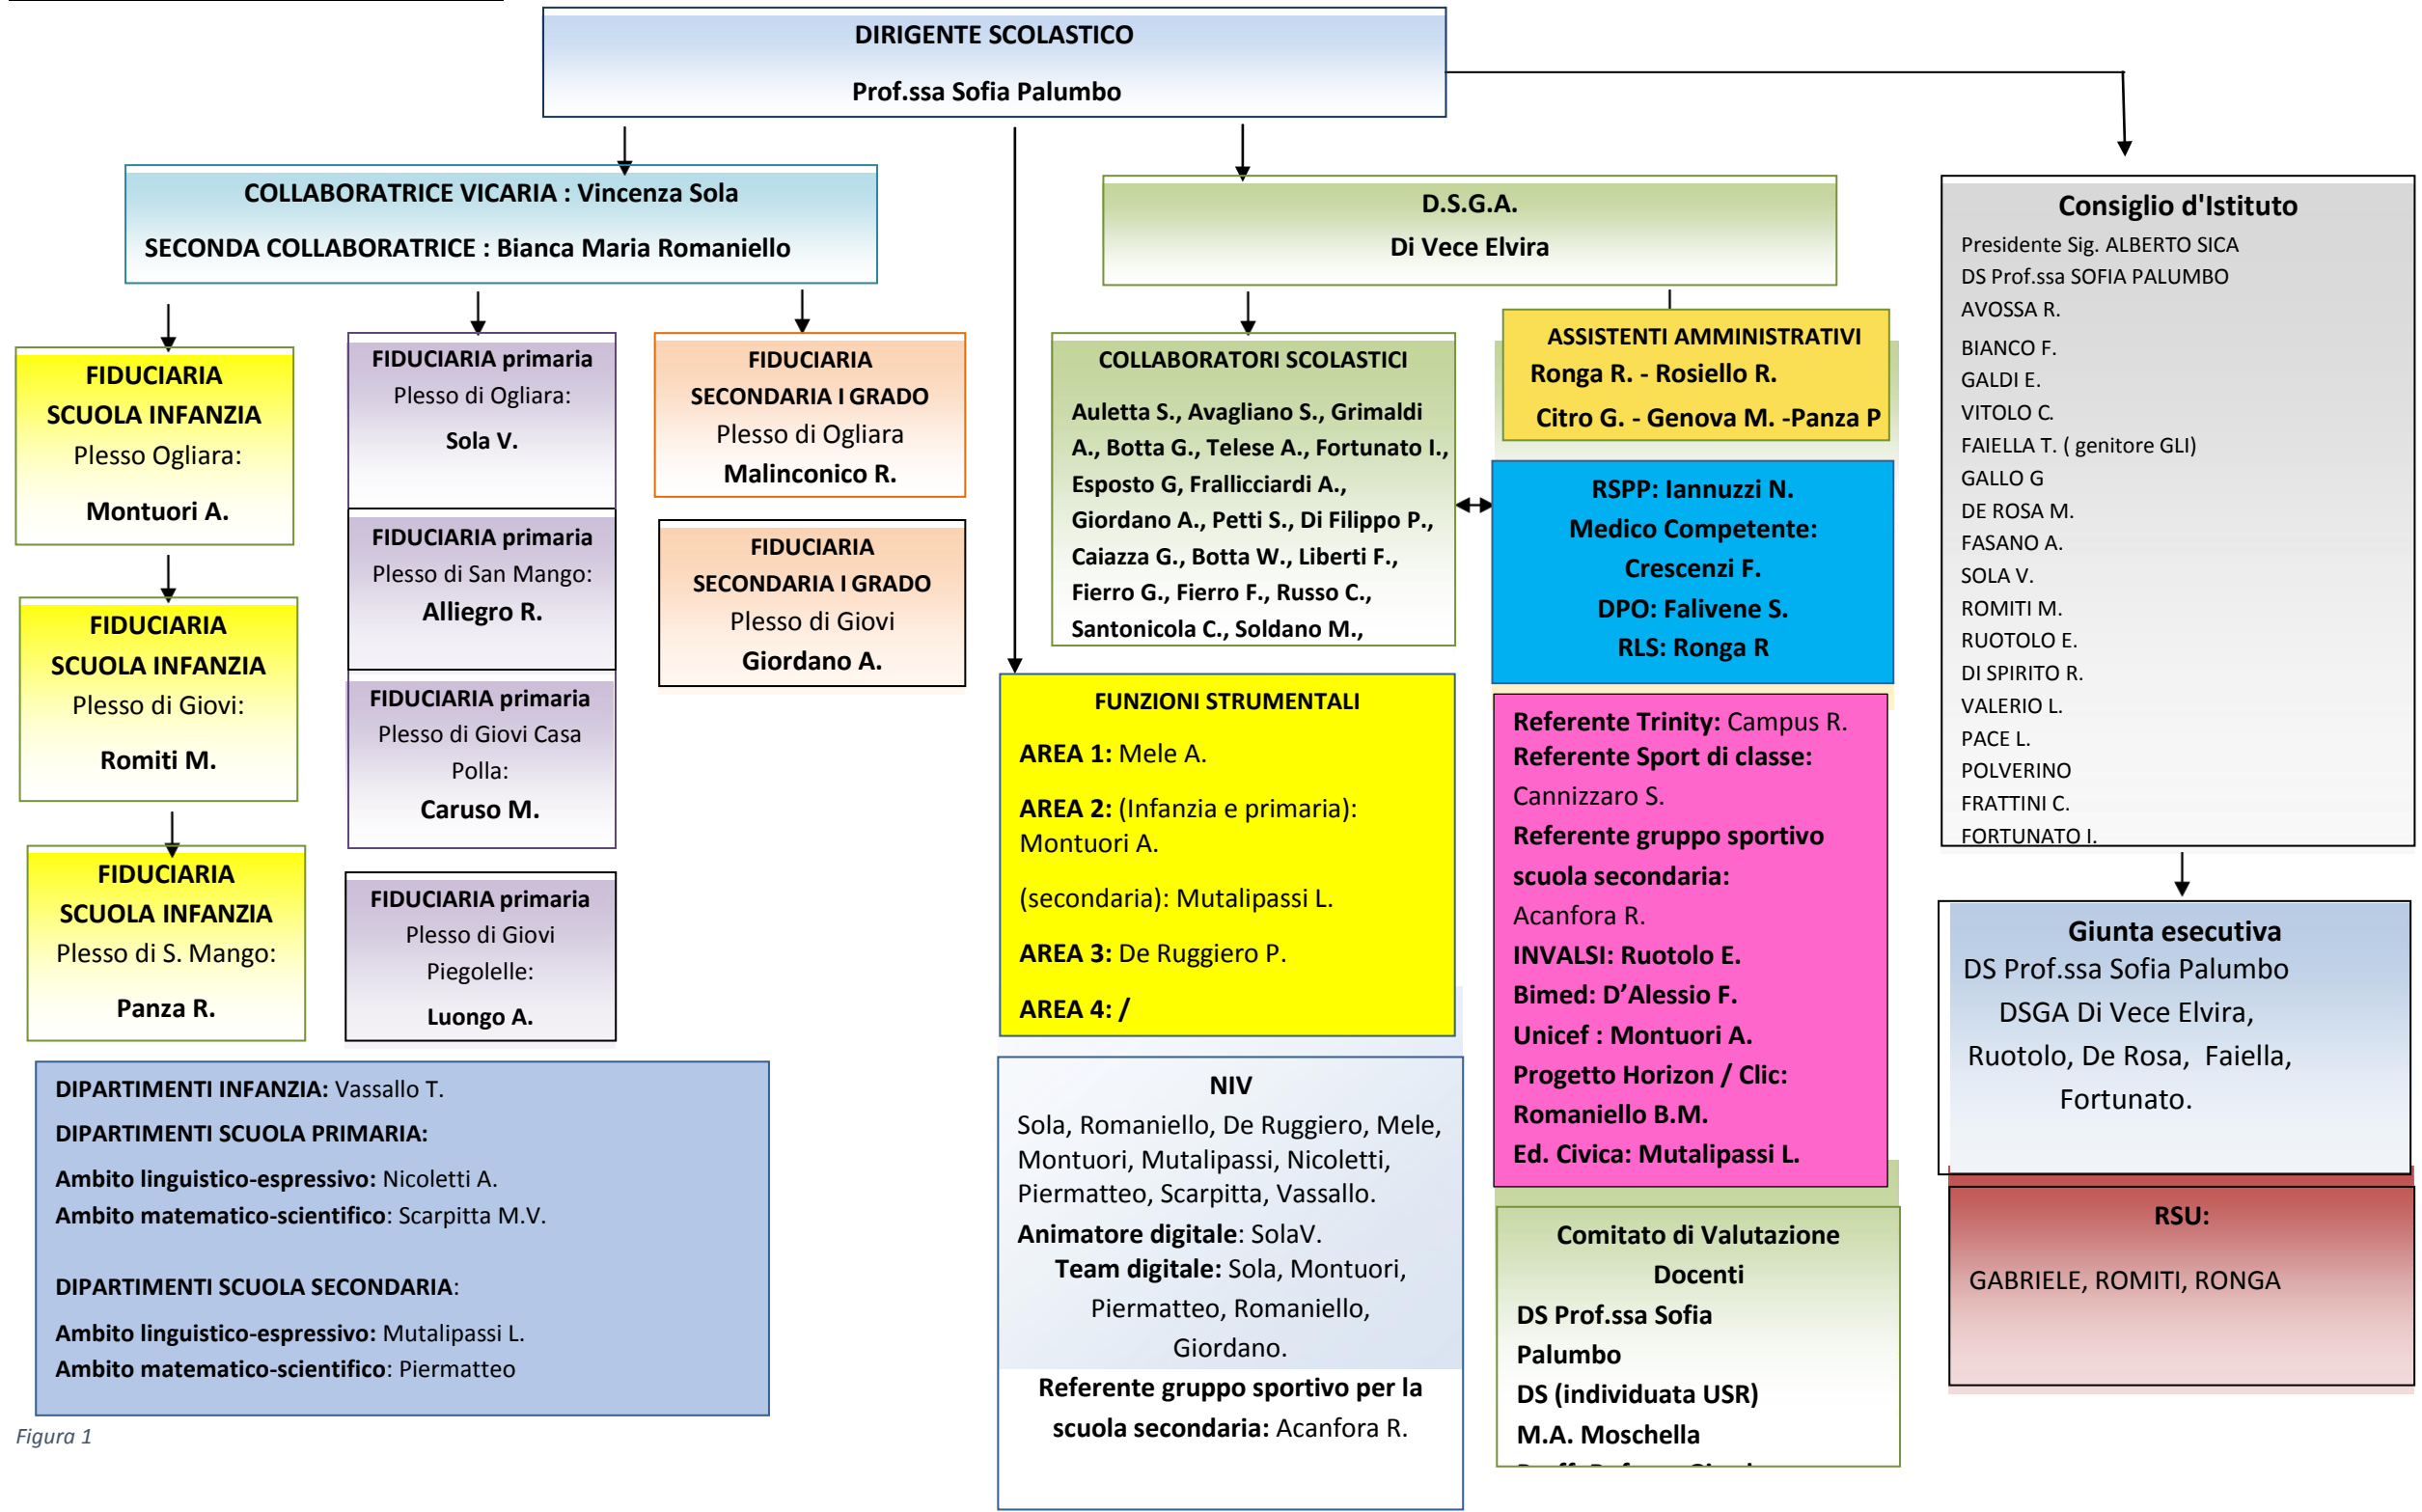 DIRIGENTE SCOLASTICO
Prof.ssa Sofia Palumbo
COLLABORATRICE VICARIA : Vincenza Sola
SECONDA COLLABORATRICE : Bianca Maria Romaniello
D.S.G.A.
Di Vece Elvira
Consiglio d'Istituto
Presidente Sig. ALBERTO SICA
DS Prof.ssa SOFIA PALUMBO
AVOSSA R.
BIANCO F.
GALDI E.
VITOLO C.
FAIELLA T. ( genitore GLI)
GALLO G
DE ROSA M.
FASANO A.
SOLA V.
ROMITI M.
RUOTOLO E.
DI SPIRITO R.
VALERIO L.
PACE L.
POLVERINO
FRATTINI C.
FORTUNATO I.
FIDUCIARIA
SCUOLA INFANZIA
Plesso Ogliara:
Montuori A.
FIDUCIARIA
SCUOLA INFANZIA
Plesso di Giovi:
Romiti M.
FIDUCIARIA
SCUOLA INFANZIA
Plesso di S. Mango:
Panza R.
FIDUCIARIA primaria
Plesso di Ogliara:
Sola V.
FIDUCIARIA primaria
Plesso di San Mango:
Alliegro R.
FIDUCIARIA primaria
Plesso di Giovi Casa
Polla:
Caruso M.
FIDUCIARIA primaria
Plesso di Giovi
Piegolelle:
Luongo A.
FIDUCIARIA
SECONDARIA I GRADO
Plesso di Ogliara
Malinconico R.
FIDUCIARIA
SECONDARIA I GRADO
Plesso di Giovi
Giordano A.
COLLABORATORI SCOLASTICI
Auletta S., Avagliano S., Grimaldi
A., Botta G., Telese A., Fortunato I.,
Esposto G, Frallicciardi A.,
Giordano A., Petti S., Di Filippo P.,
Caiazza G., Botta W., Liberti F.,
Fierro G., Fierro F., Russo C.,
Santonicola C., Soldano M.,
ASSISTENTI AMMINISTRATIVI
Ronga R. - Rosiello R.
Citro G. - Genova M. -Panza P
RSPP: Iannuzzi N.
Medico Competente:
Crescenzi F.
DPO: Falivene S.
RLS: Ronga R
FUNZIONI STRUMENTALI
AREA 1: Mele A.
AREA 2: (Infanzia e primaria):
Montuori A.
(secondaria): Mutalipassi L.
AREA 3: De Ruggiero P.
AREA 4: /
Referente Trinity: Campus R.
Referente Sport di classe:
Cannizzaro S.
Referente gruppo sportivo
scuola secondaria:
Acanfora R.
INVALSI: Ruotolo E.
Bimed: D’Alessio F.
Unicef : Montuori A.
Progetto Horizon / Clic:
Romaniello B.M.
Ed. Civica: Mutalipassi L.
Giunta esecutiva
DS Prof.ssa Sofia Palumbo
DSGA Di Vece Elvira,
Ruotolo, De Rosa, Faiella,
Fortunato.
DIPARTIMENTI INFANZIA: Vassallo T.
DIPARTIMENTI SCUOLA PRIMARIA:
Ambito linguistico-espressivo: Nicoletti A.
Ambito matematico-scientifico: Scarpitta M.V.
DIPARTIMENTI SCUOLA SECONDARIA:
Ambito linguistico-espressivo: Mutalipassi L.
Ambito matematico-scientifico: Piermatteo
NIV
Sola, Romaniello, De Ruggiero, Mele,
Montuori, Mutalipassi, Nicoletti,
Piermatteo, Scarpitta, Vassallo.
Animatore digitale: SolaV.
Team digitale: Sola, Montuori,
Piermatteo, Romaniello,
Giordano.
Referente gruppo sportivo per la
scuola secondaria: Acanfora R.
Comitato di Valutazione
Docenti
DS Prof.ssa Sofia
Palumbo
DS (individuata USR)
M.A. Moschella
RSU:
GABRIELE, ROMITI, RONGA
Figura 1